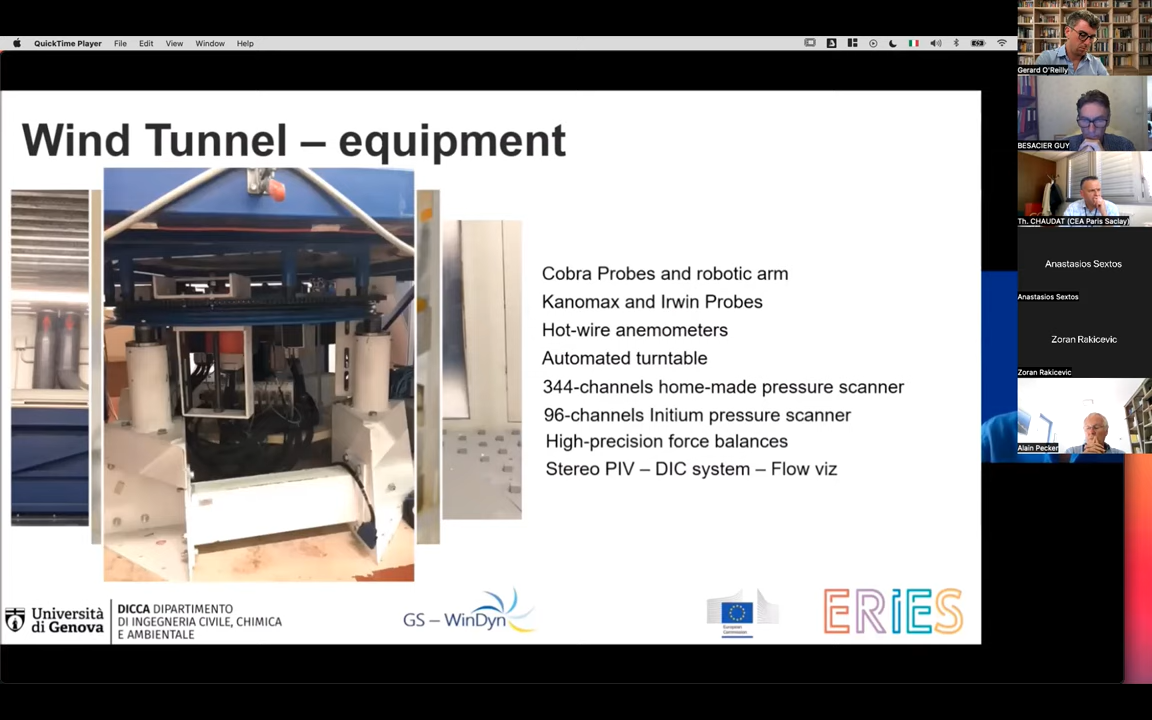 QuickTime Player File Edit View Window Help
Wind Tunnel – equipment
Cobra Probes and robotic arm
Kanomax and Irwin Probes
Hot-wire anemometers
Automated turntable
344-channels home-made pressure scanner
96-channels Initium pressure scanner
High-precision force balances
Stereo PIV – DIC system – Flow viz
Università
di Genova
DICCA DIPARTIMENTO
DI INGEGNERIA CIVILE, CHIMICA
E AMBIENTALE
GS – WinDyn
European
Commission
ERIES
Gerard O'Reilly
BESACIER GUY
Th. CHAUDAT (CEA Paris Saclay)
Anastasios Sextos
Anastasios Sextos
Zoran Rakicevic
Zoran Rakicevic
Alain Pecker